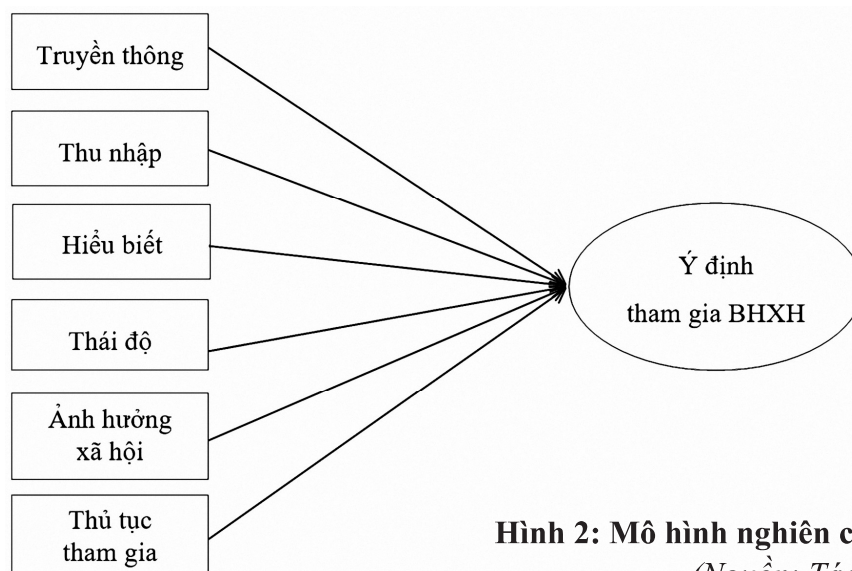 Truyền thông
Thu nhập
Hiểu biết
Thái độ
Ảnh hưởng
xã hội
Thủ tục
tham gia
Ý định
tham gia BHXH
Hình 2: Mô hình nghiên c